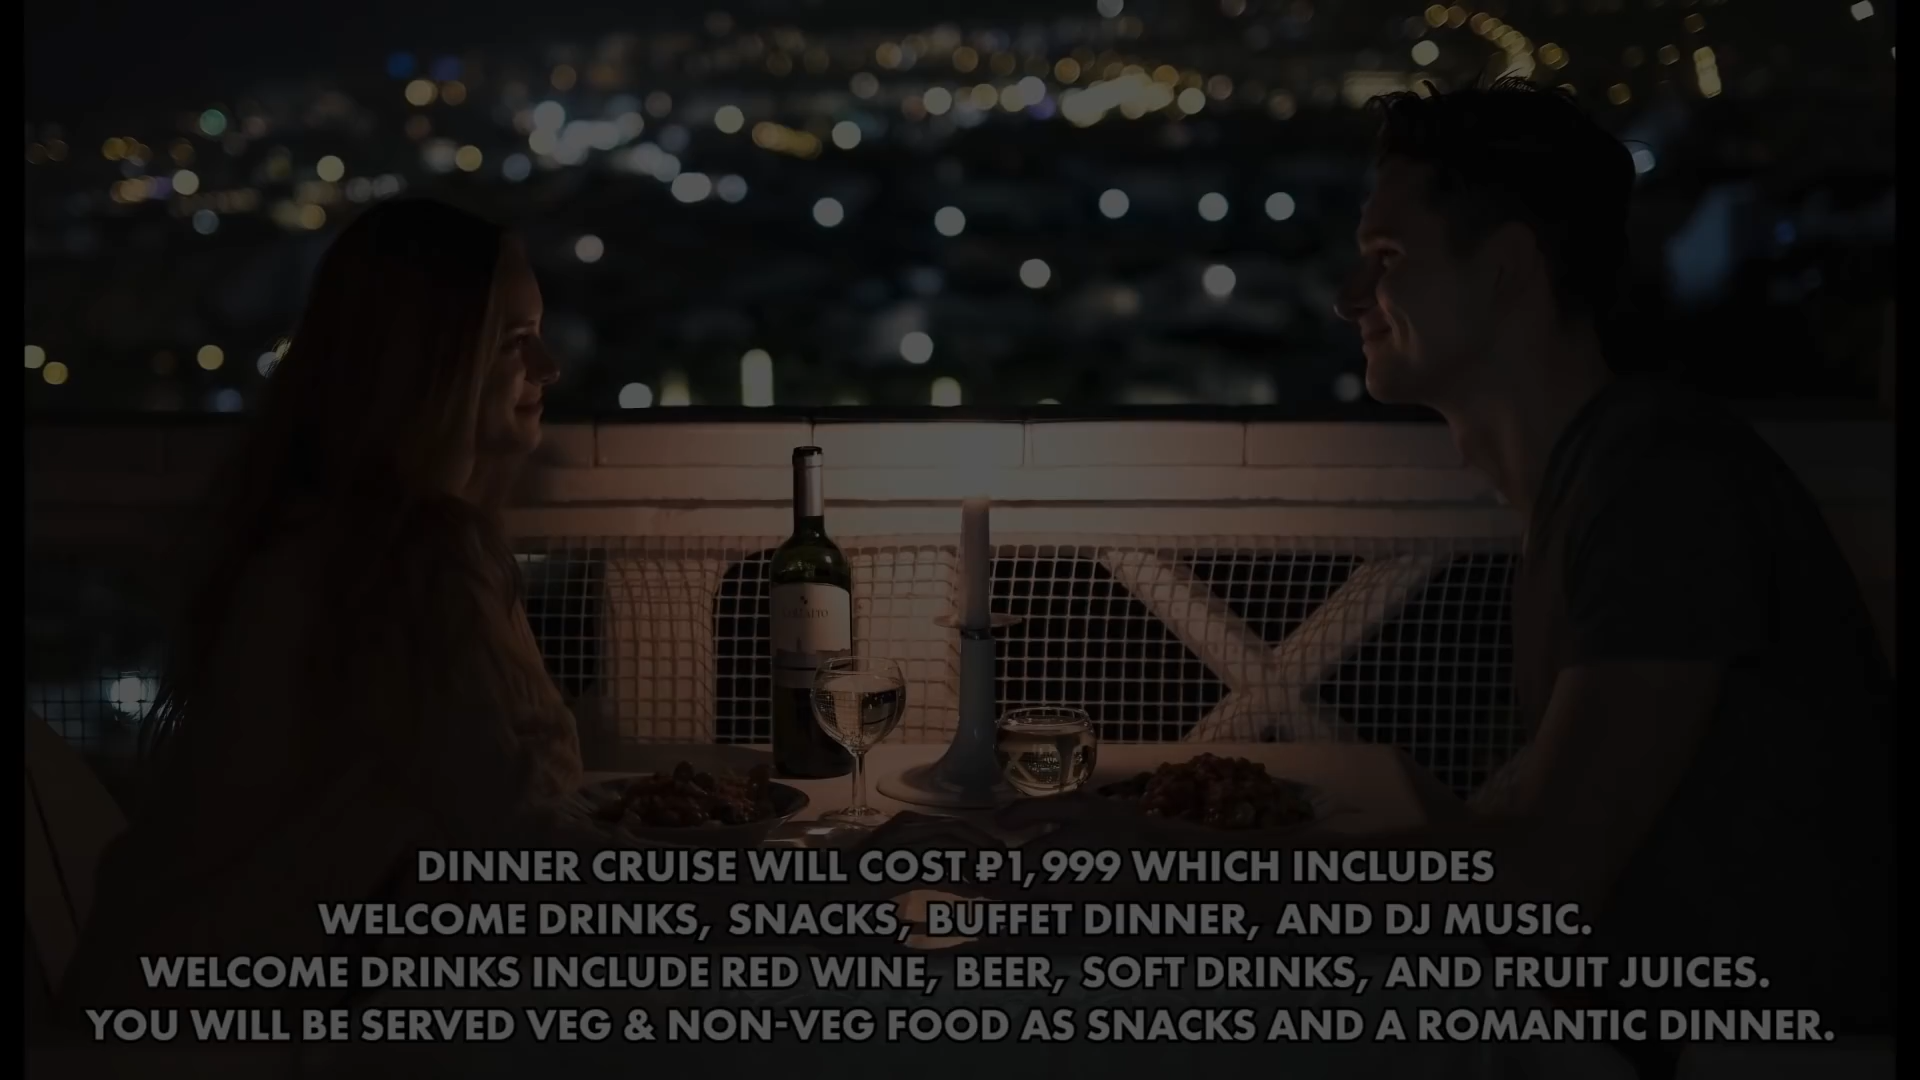 DINNER CRUISE WILL COST ₽1,999 WHICH INCLUDES
WELCOME DRINKS, SNACKS, BUFFET DINNER, AND DJ MUSIC.
WELCOME DRINKS INCLUDE RED WINE, BEER, SOFT DRINKS, AND FRUIT JUICES.
YOU WILL BE SERVED VEG & NON-VEG FOOD AS SNACKS AND A ROMANTIC DINNER.